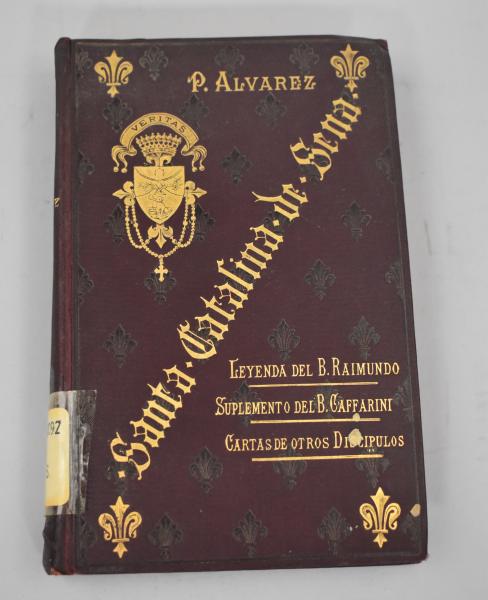 P. ALVAREZ
VERITAS
Santa · Catalina · de · Sena.
LEYENDA DEL B. RAIMUNDO
SUPLEMENTO DEL B. CAFFARINI
CARTAS DE OTROS DISCIPULOS